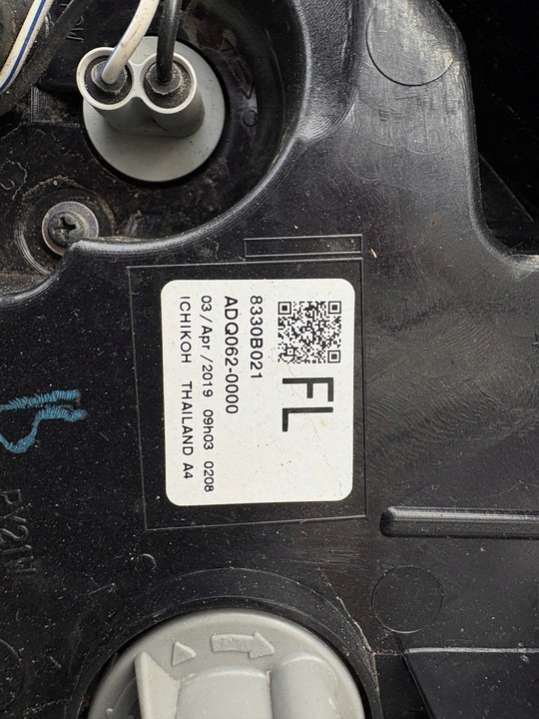 FL
8330B021
ADQ062-0000
03/Apr/2019 09h03 0208
ICHIKOH THAILAND A4